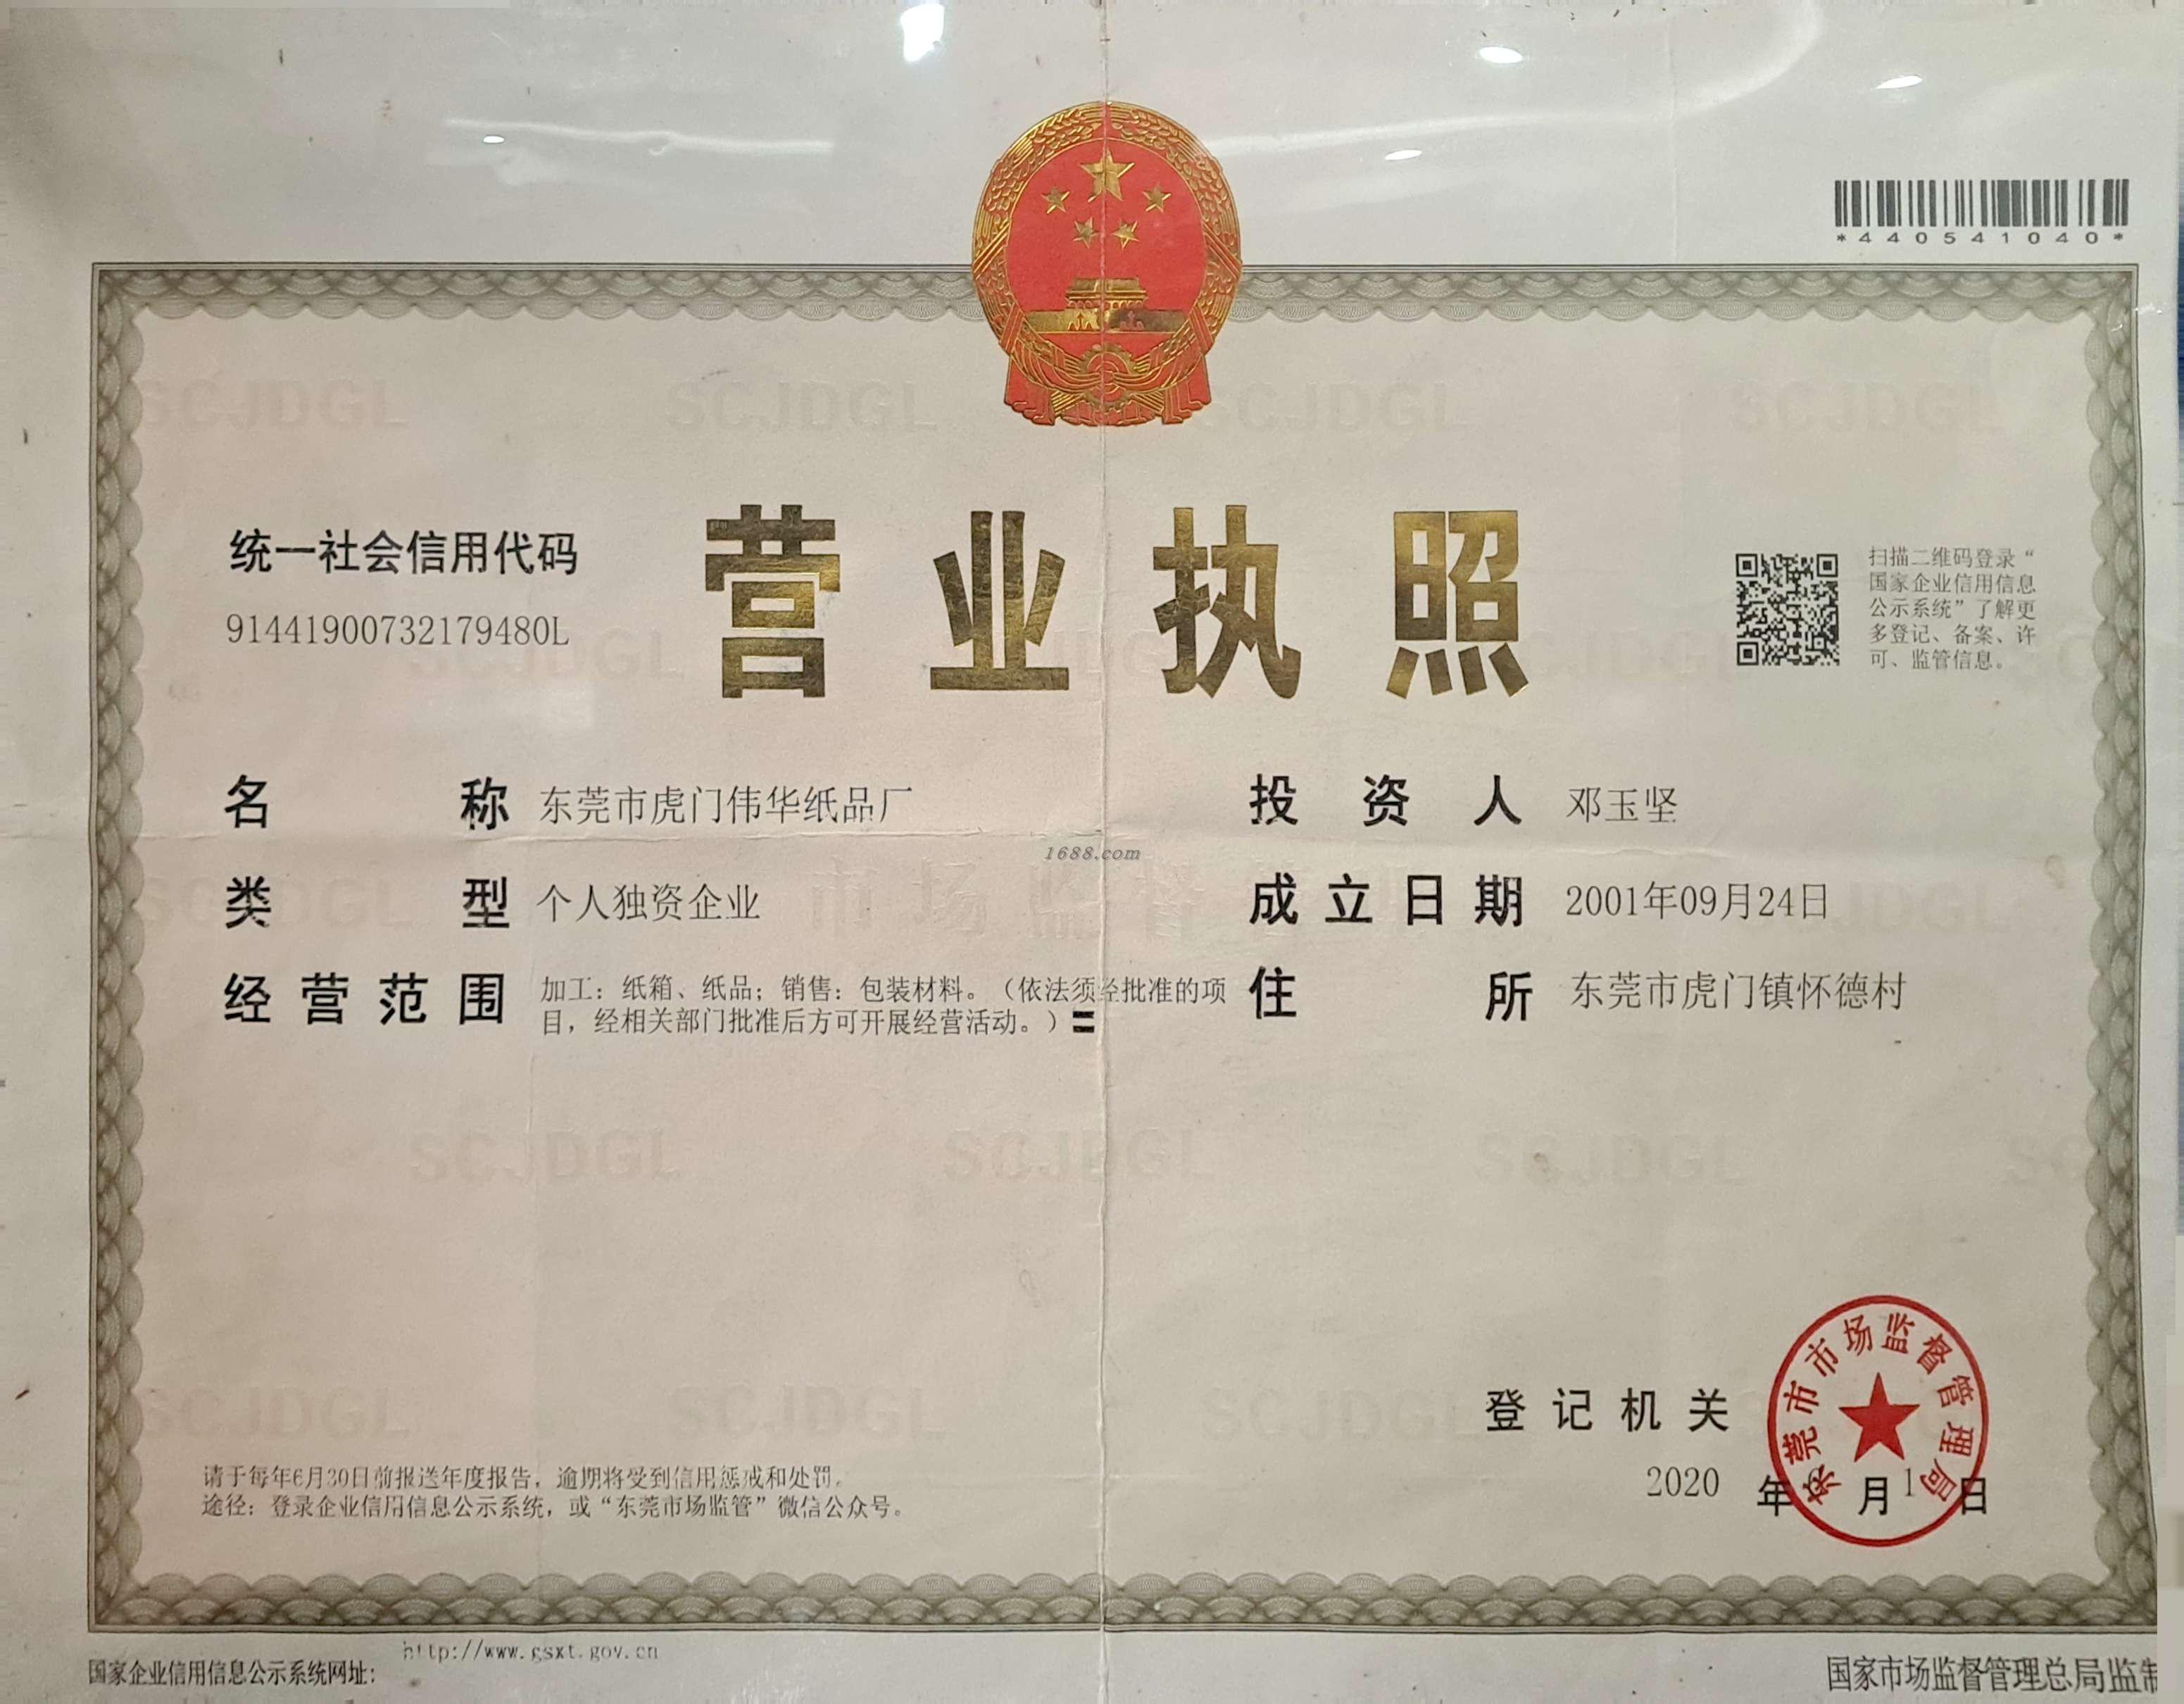 *440541040*
营业执照
统一社会信用代码
91441900732179480L
扫描二维码登录“
国家企业信用信息
公示系统”了解更
多登记、备案、许
可、监管信息。
名称 东莞市虎门伟华纸品厂
投资人 邓玉坚
1688.com
类型 个人独资企业
成立日期 2001年09月24日
经营范围 加工：纸箱、纸品；销售：包装材料。（依法须经批准的项
目，经相关部门批准后方可开展经营活动。）
住所 东莞市虎门镇怀德村
SCJDGL
登记机关
东莞市市场监督管理局
2020 年 月 日
请于每年6月30日前报送年度报告，逾期将受到信用惩戒和处罚。
途径：登录企业信用信息公示系统，或“东莞市场监管”微信公众号。
国家企业信用信息公示系统网址：
http://www.gsxt.gov.cn
国家市场监督管理总局监制